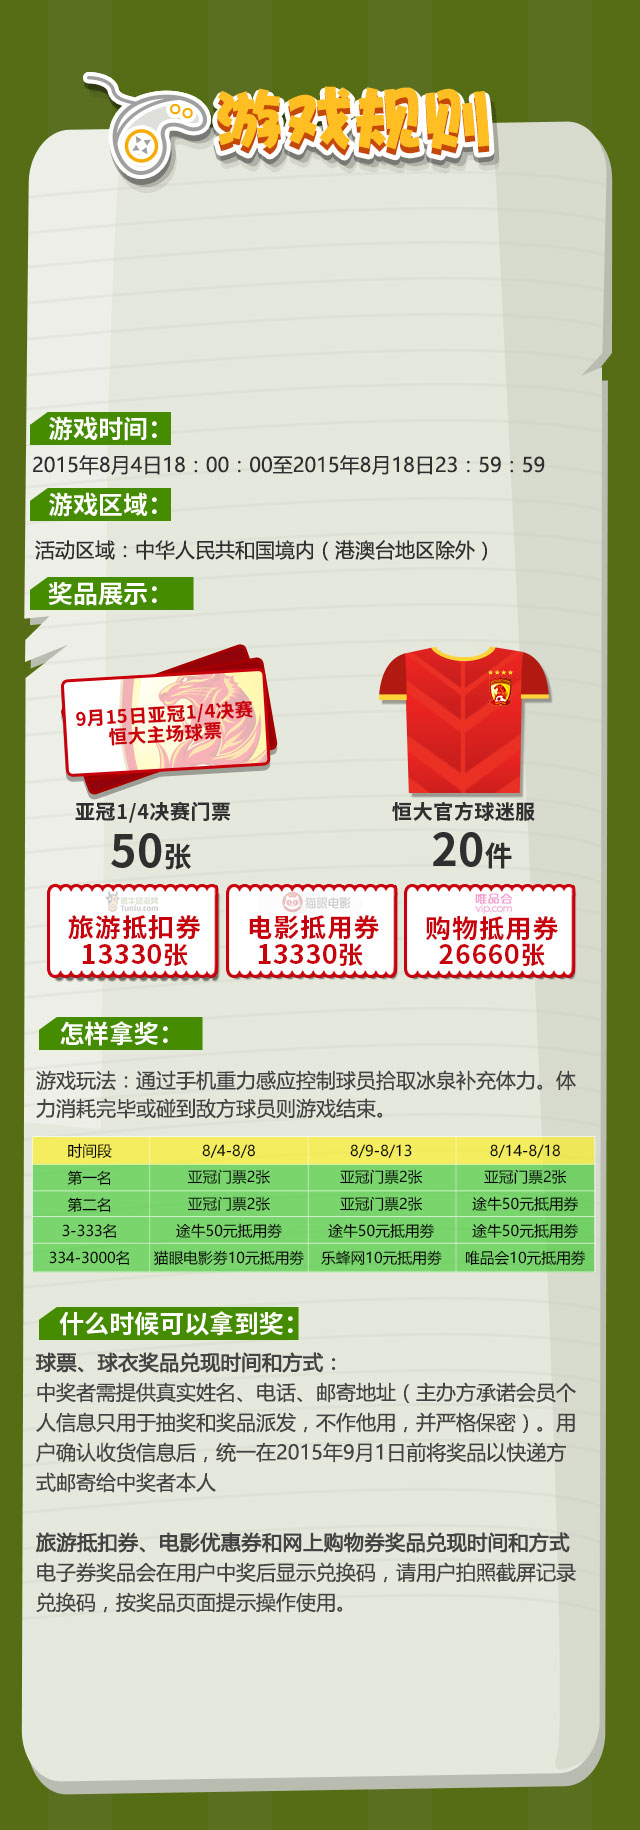 游戏规则
游戏时间：
2015年8月4日18：00：00至2015年8月18日23：59：59
游戏区域：
活动区域：中华人民共和国境内（港澳台地区除外）
奖品展示：
9月15日亚冠1/4决赛
恒大主场球票
亚冠1/4决赛门票
50张
恒大官方球迷服
20件
途牛旅游网
Tuniu.com
旅游抵扣券
13330张
猫眼电影
电影抵用券
13330张
唯品会
vip.com
购物抵用券
26660张
怎样拿奖：
游戏玩法：通过手机重力感应控制球员拾取冰泉补充体力。体
力消耗完毕或碰到敌方球员则游戏结束。
时间段 8/4-8/8 8/9-8/13 8/14-8/18
第一名 亚冠门票2张 亚冠门票2张 亚冠门票2张
第二名 亚冠门票2张 亚冠门票2张 途牛50元抵用券
3-333名 途牛50元抵用劵 途牛50元抵用劵 途牛50元抵用劵
334-3000名 猫眼电影劵10元抵用劵 乐蜂网10元抵用劵 唯品会10元抵用劵
什么时候可以拿到奖：
球票、球衣奖品兑现时间和方式：
中奖者需提供真实姓名、电话、邮寄地址（主办方承诺会员个
人信息只用于抽奖和奖品派发，不作他用，并严格保密）。用
户确认收货信息后，统一在2015年9月1日前将奖品以快递方
式邮寄给中奖者本人
旅游抵扣券、电影优惠券和网上购物券奖品兑现时间和方式
电子券奖品会在用户中奖后显示兑换码，请用户拍照截屏记录
兑换码，按奖品页面提示操作使用。